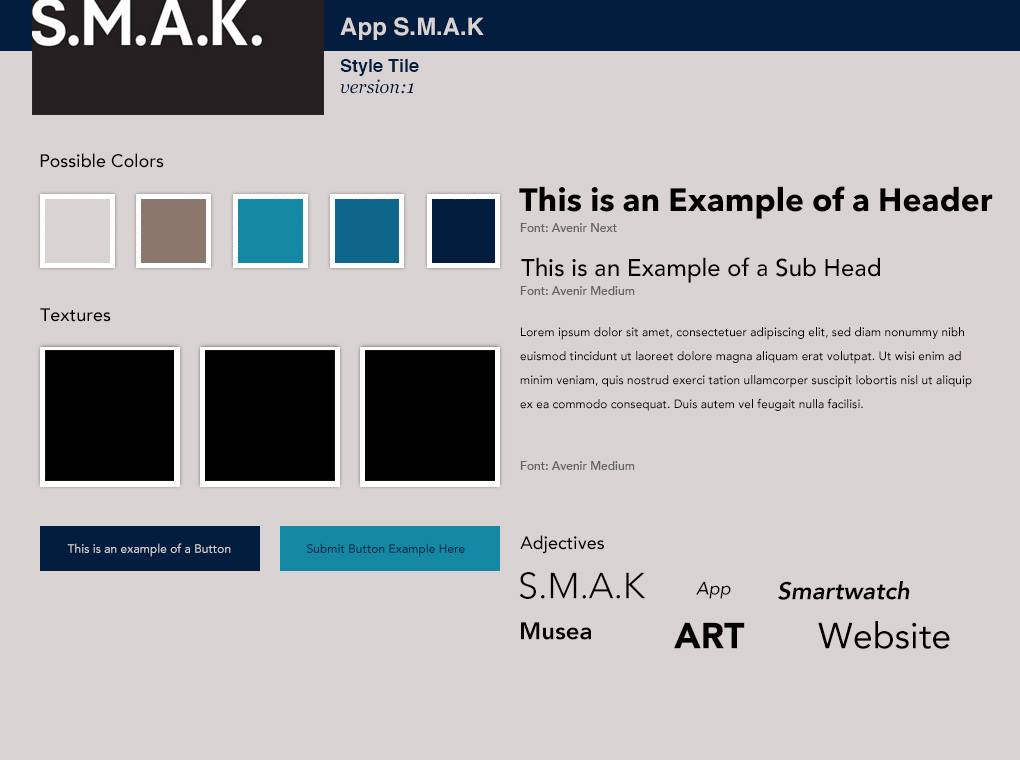 S.M.A.K.
App S.M.A.K
Style Tile
version:1
Possible Colors
This is an Example of a Header
Font: Avenir Next
This is an Example of a Sub Head
Font: Avenir Medium
Textures
Lorem ipsum dolor sit amet, consectetuer adipiscing elit, sed diam nonummy nibh
euismod tincidunt ut laoreet dolore magna aliquam erat volutpat. Ut wisi enim ad
minim veniam, quis nostrud exerci tation ullamcorper suscipit lobortis nisl ut aliquip
ex ea commodo consequat. Duis autem vel feugait nulla facilisi.
Font: Avenir Medium
This is an example of a Button
Submit Button Example Here
Adjectives
S.M.A.K App Smartwatch
Musea ART Website